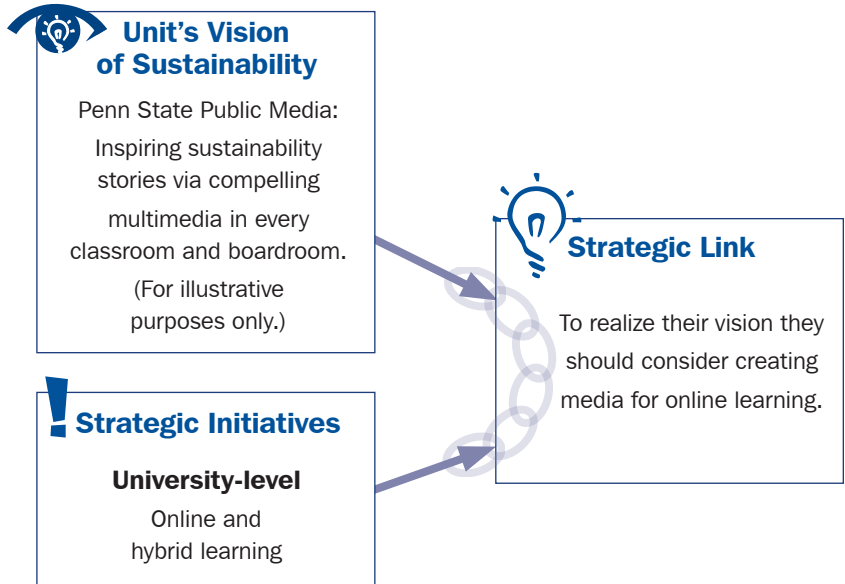 Unit's Vision
of Sustainability
Penn State Public Media:
Inspiring sustainability
stories via compelling
multimedia in every
classroom and boardroom.
(For illustrative
purposes only.)
Strategic Initiatives
University-level
Online and
hybrid learning
Strategic Link
To realize their vision they
should consider creating
media for online learning.